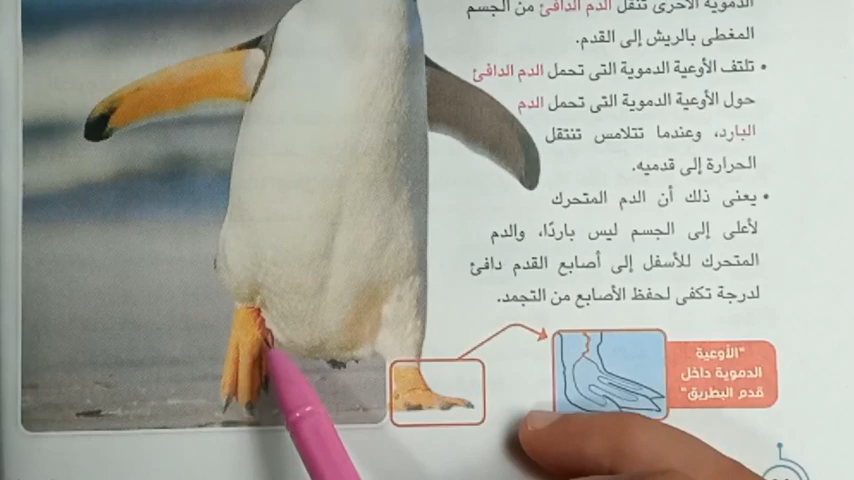 الدموية الأخرى تنقل الدم الدافئ من الجسم
المغطى بالريش إلى القدم.
• تلتف الأوعية الدموية التى تحمل الدم الدافئ
حول الأوعية الدموية التى تحمل الدم
البارد، وعندما تتلامس تنتقل
الحرارة إلى قدميه.
• يعنى ذلك أن الدم المتحرك
لأعلى إلى الجسم ليس باردًا، والدم
المتحرك للأسفل إلى أصابع القدم دافئ
لدرجة تكفى لحفظ الأصابع من التجمد.
"الأوعية
الدموية داخل
قدم البطريق"